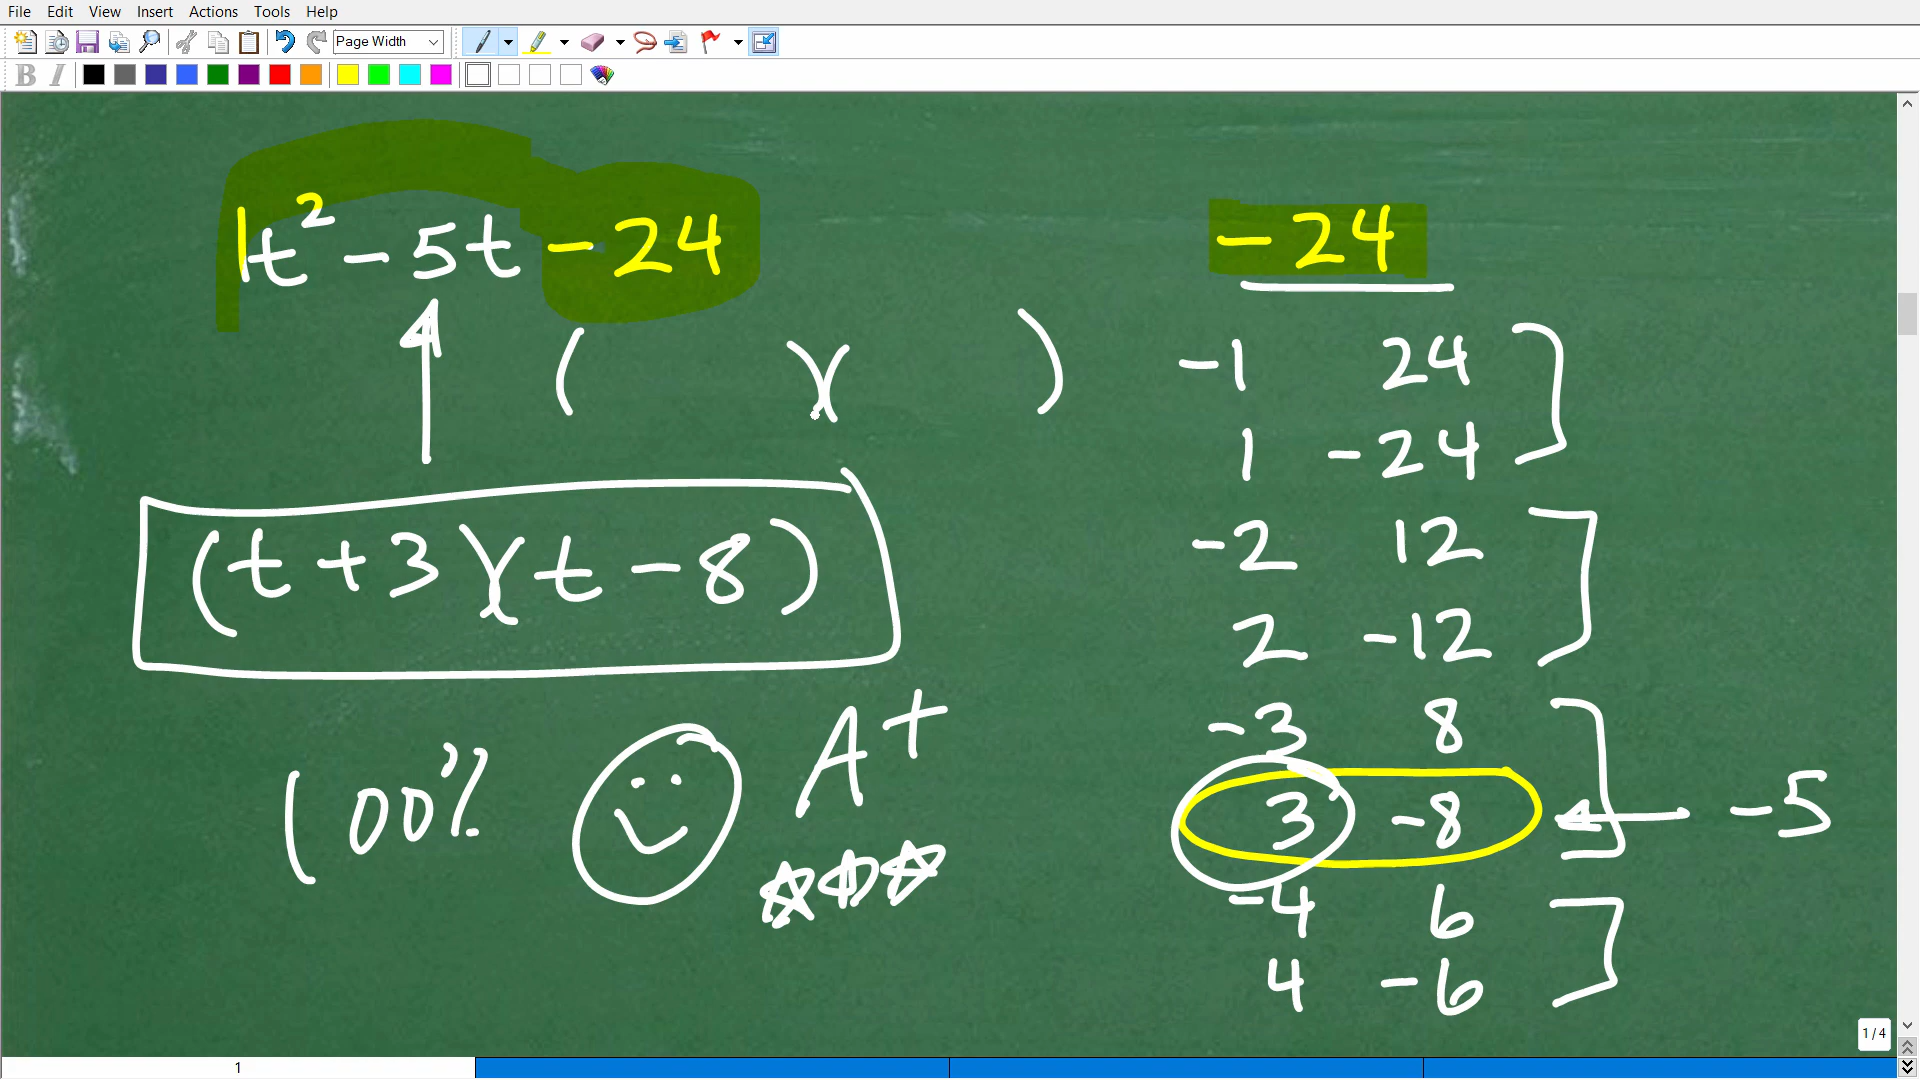 File Edit View Insert Actions Tools Help
Page Width
B I
1t² - 5t - 24
( )( )
(t + 3)(t - 8)
100%
A+
-24
-1 24
1 -24
-2 12
2 -12
-3 8
3 -8
-5
-4 6
4 -6
1 / 4
1